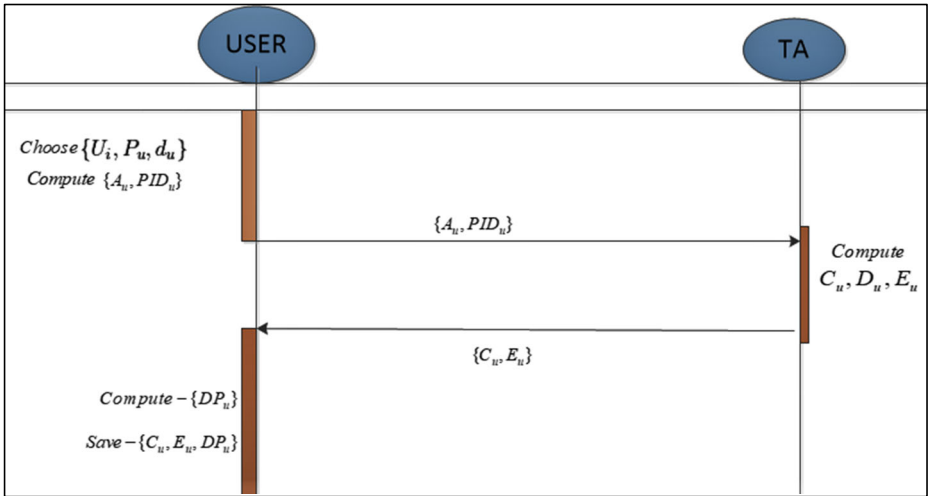 USER
TA
Choose {U_i, P_u, d_u}
Compute {A_u, PID_u}
{A_u, PID_u}
Compute
C_u, D_u, E_u
{C_u, E_u}
Compute – {DP_u}
Save – {C_u, E_u, DP_u}